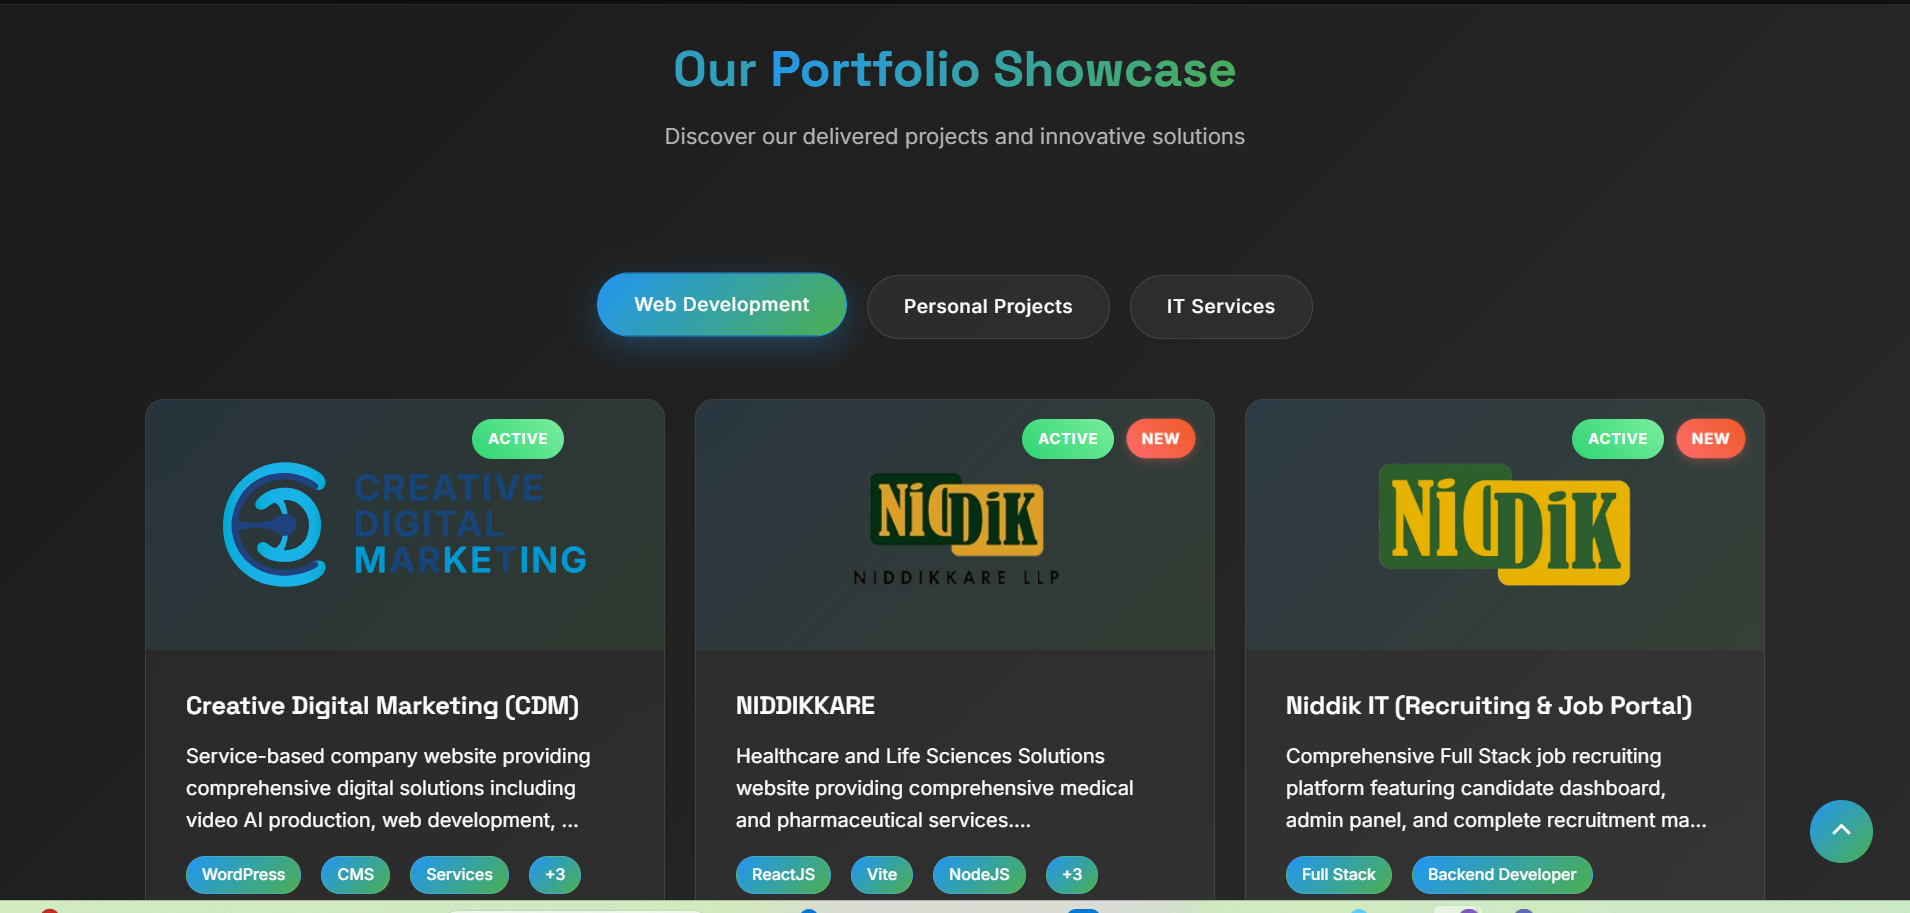 Our Portfolio Showcase
Discover our delivered projects and innovative solutions
Web Development
Personal Projects
IT Services
ACTIVE
CREATIVE
DIGITAL
MARKETING
Creative Digital Marketing (CDM)
Service-based company website providing
comprehensive digital solutions including
video AI production, web development, ...
WordPress
CMS
Services
+3
ACTIVE
NEW
NiDDiK
NIDDIKKARE LLP
NIDDIKKARE
Healthcare and Life Sciences Solutions
website providing comprehensive medical
and pharmaceutical services....
ReactJS
Vite
NodeJS
+3
ACTIVE
NEW
NiDDiK
Niddik IT (Recruiting & Job Portal)
Comprehensive Full Stack job recruiting
platform featuring candidate dashboard,
admin panel, and complete recruitment ma...
Full Stack
Backend Developer